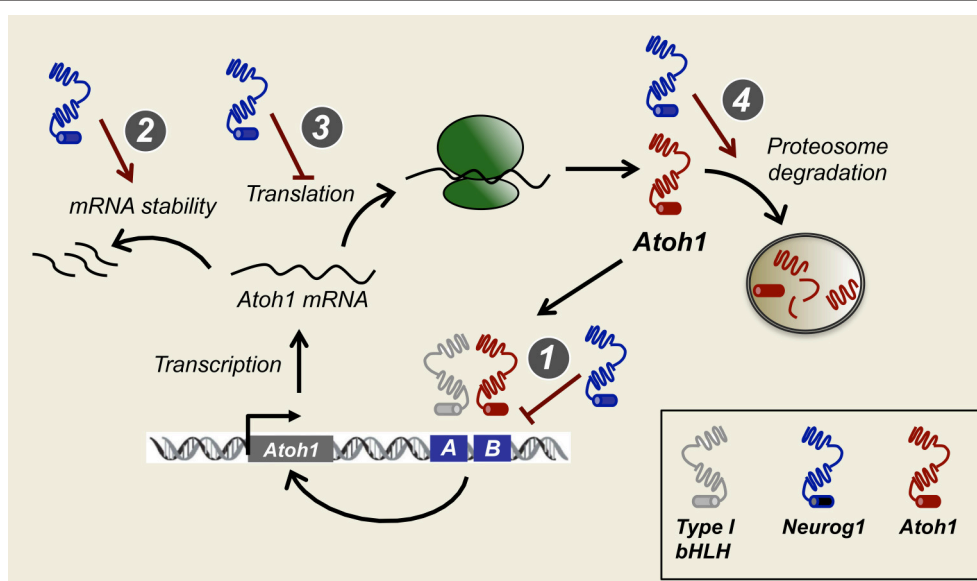 2
3
4
mRNA stability
Translation
Proteosome
degradation
Atoh1
Atoh1 mRNA
Transcription
1
Atoh1
A
B
Type I
bHLH
Neurog1
Atoh1